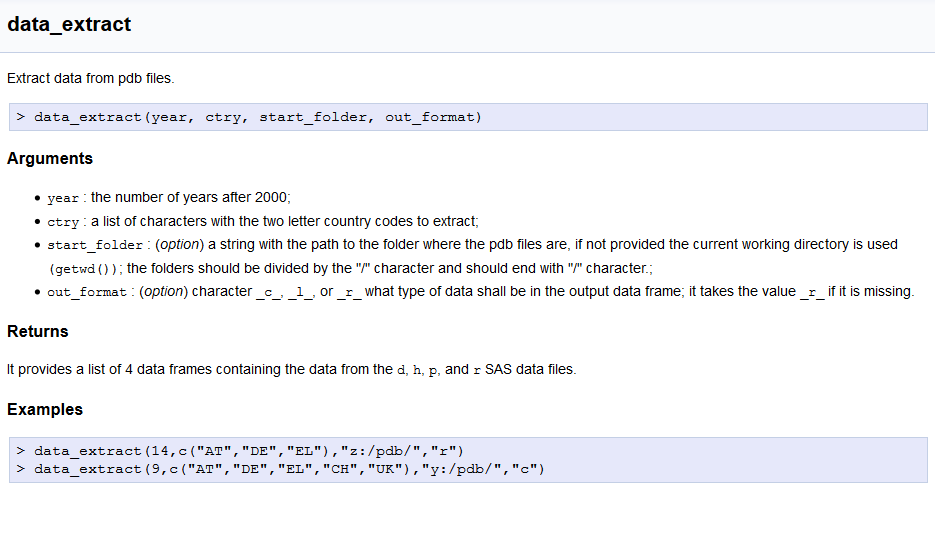 data_extract
Extract data from pdb files.
> data_extract(year, ctry, start_folder, out_format)
Arguments
• year : the number of years after 2000;
• ctry : a list of characters with the two letter country codes to extract;
• start_folder : (option) a string with the path to the folder where the pdb files are, if not provided the current working directory is used
(getwd()); the folders should be divided by the "/" character and should end with "/" character.;
• out_format : (option) character _c_, _l_, or _r_ what type of data shall be in the output data frame; it takes the value _r_ if it is missing.
Returns
It provides a list of 4 data frames containing the data from the d, h, p, and r SAS data files.
Examples
> data_extract(14,c("AT","DE","EL"),"z:/pdb/","r")
> data_extract(9,c("AT","DE","EL","CH","UK"),"y:/pdb/","c")